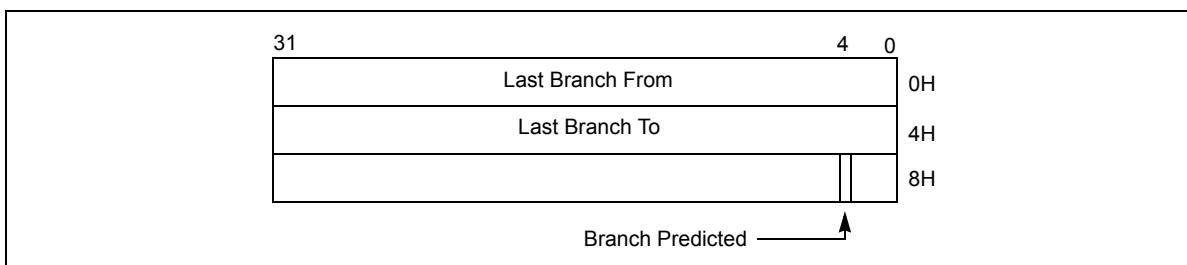 31 4 0
Last Branch From 0H
Last Branch To 4H
8H
Branch Predicted